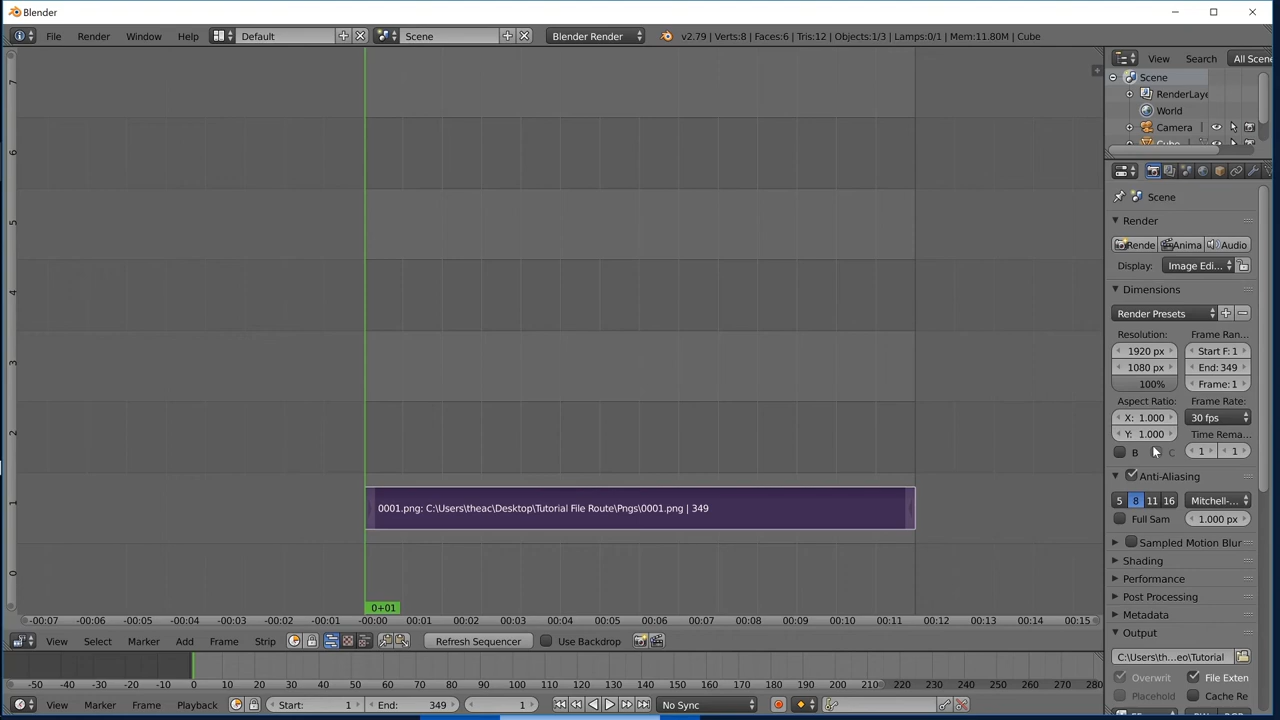 Blender
File Render Window Help Default Scene Blender Render v2.79 | Verts:8 | Faces:6 | Tris:12 | Objects:1/3 | Lamps:0/1 | Mem:11.80M | Cube
View Search All Scene
Scene
RenderLaye
World
Camera
Cube
Scene
Render
Rende Anima Audio
Display: Image Edi...
Dimensions
Render Presets
Resolution: Frame Ran...
1920 px Start F: 1
1080 px End: 349
100% Frame: 1
Aspect Ratio: Frame Rate:
X: 1.000 30 fps
Y: 1.000 Time Rema...
B C 1 1
Anti-Aliasing
5 8 11 16 Mitchell-...
Full Sam 1.000 px
Sampled Motion Blur
Shading
Performance
Post Processing
Metadata
Output
C:\Users\th...eo\Tutorial
Overwrit File Exten
Placehold Cache Re
7
6
5
4
3
2
1
0
0001.png: C:\Users\theac\Desktop\Tutorial File Route\Pngs\0001.png | 349
0+01
-00:07 -00:06 -00:05 -00:04 -00:03 -00:02 -00:01 -00:00 00:01 00:02 00:03 00:04 00:05 00:06 00:07 00:08 00:09 00:10 00:11 00:12 00:13 00:14 00:15
View Select Marker Add Frame Strip Refresh Sequencer Use Backdrop
-50 -40 -30 -20 -10 0 10 20 30 40 50 60 70 80 90 100 110 120 130 140 150 160 170 180 190 200 210 220 230 240 250 260 270 280
View Marker Frame Playback Start: 1 End: 349 1 No Sync